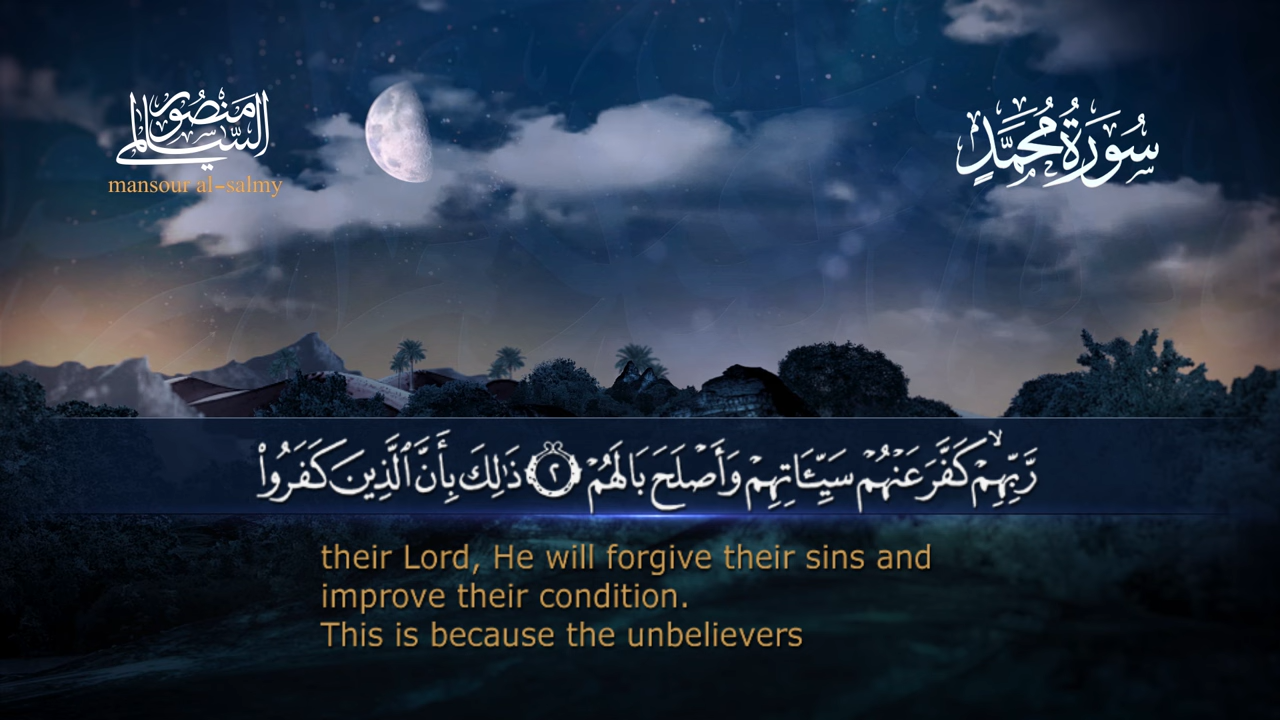 منصور السالمي
mansour al-salmy
سُورَةُ مُحَمَّدٍ
رَّبِّهِمْ ۙ كَفَّرَ عَنْهُمْ سَيِّـَٔاتِهِمْ وَأَصْلَحَ بَالَهُمْ ٢ ذَٰلِكَ بِأَنَّ ٱلَّذِينَ كَفَرُوا۟
their Lord, He will forgive their sins and
improve their condition.
This is because the unbelievers